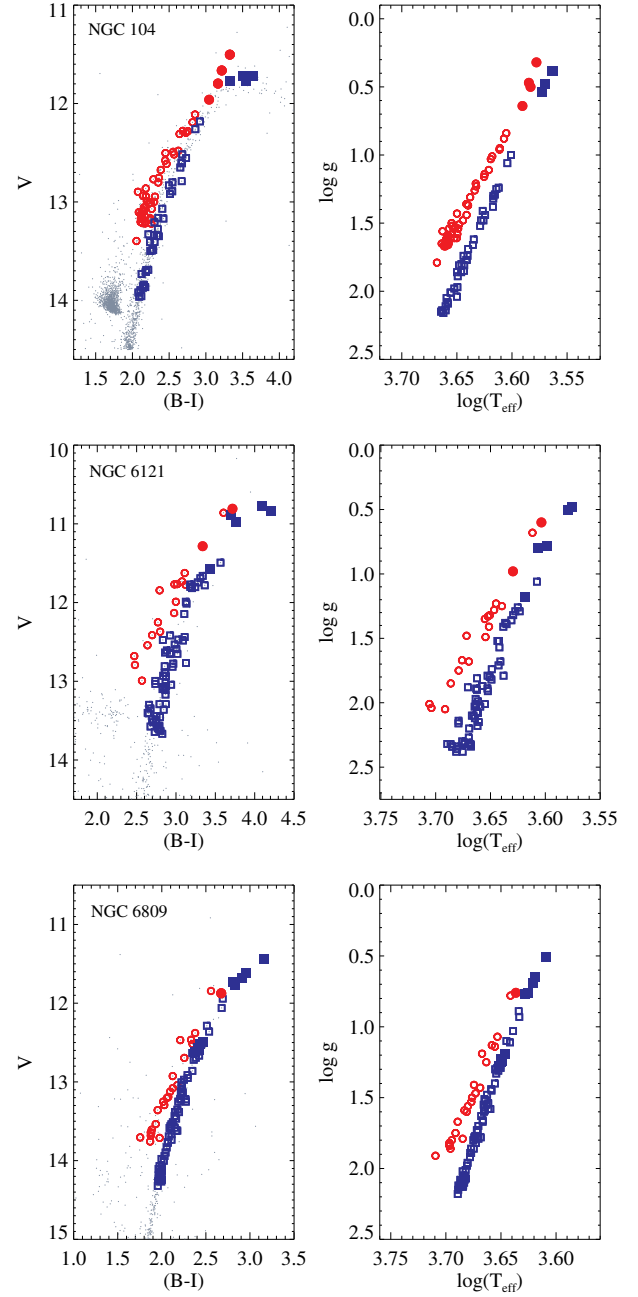 NGC 104
11
12
13
14
V
1.5 2.0 2.5 3.0 3.5 4.0
(B-I)
0.0
0.5
1.0
1.5
2.0
2.5
log g
3.70 3.65 3.60 3.55
log(Teff)
NGC 6121
10
11
12
13
14
V
2.0 2.5 3.0 3.5 4.0 4.5
(B-I)
0.0
0.5
1.0
1.5
2.0
2.5
log g
3.75 3.70 3.65 3.60 3.55
log(Teff)
NGC 6809
11
12
13
14
15
V
1.0 1.5 2.0 2.5 3.0 3.5
(B-I)
0.0
0.5
1.0
1.5
2.0
2.5
log g
3.75 3.70 3.65 3.60
log(Teff)